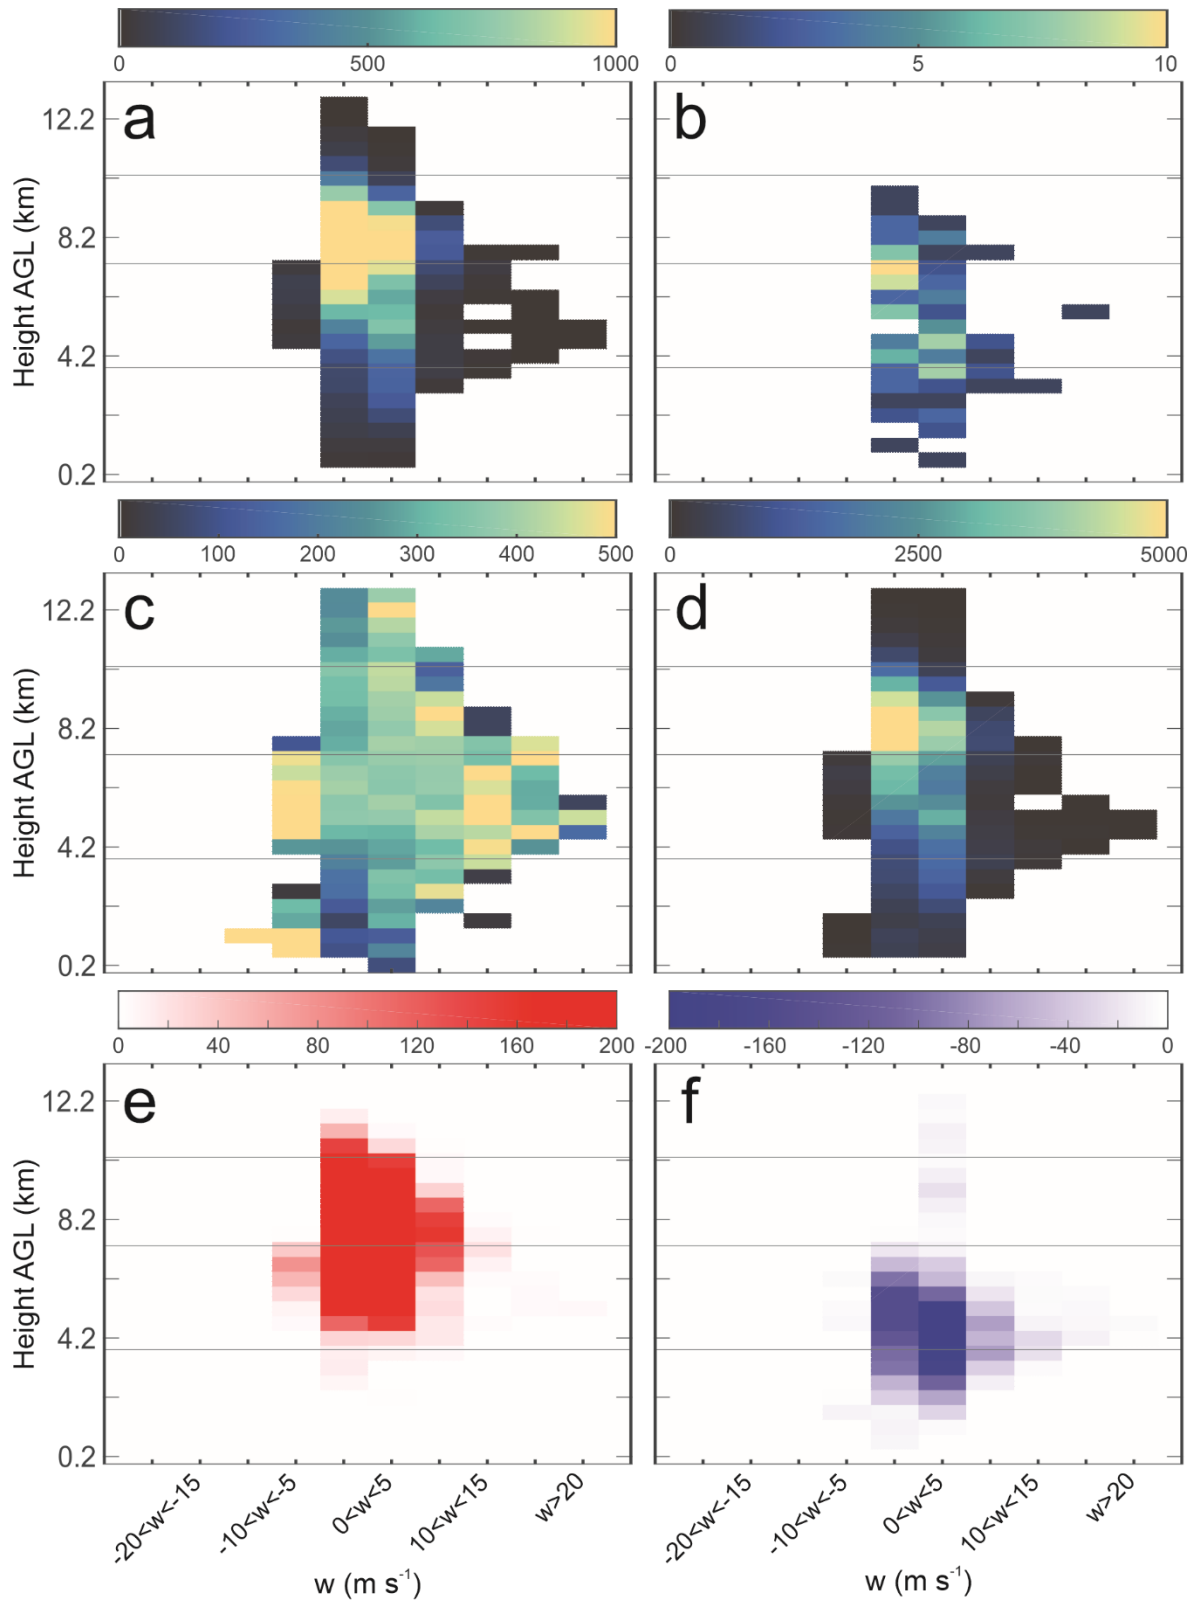 0 500 1000
0 5 10
a
b
12.2
8.2
4.2
0.2
Height AGL (km)
0 100 200 300 400 500
0 2500 5000
c
d
12.2
8.2
4.2
0.2
Height AGL (km)
0 40 80 120 160 200
-200 -160 -120 -80 -40 0
e
f
12.2
8.2
4.2
0.2
Height AGL (km)
-20<w<-15 -10<w<-5 0<w<5 10<w<15 w>20
-20<w<-15 -10<w<-5 0<w<5 10<w<15 w>20
w (m s⁻¹)
w (m s⁻¹)